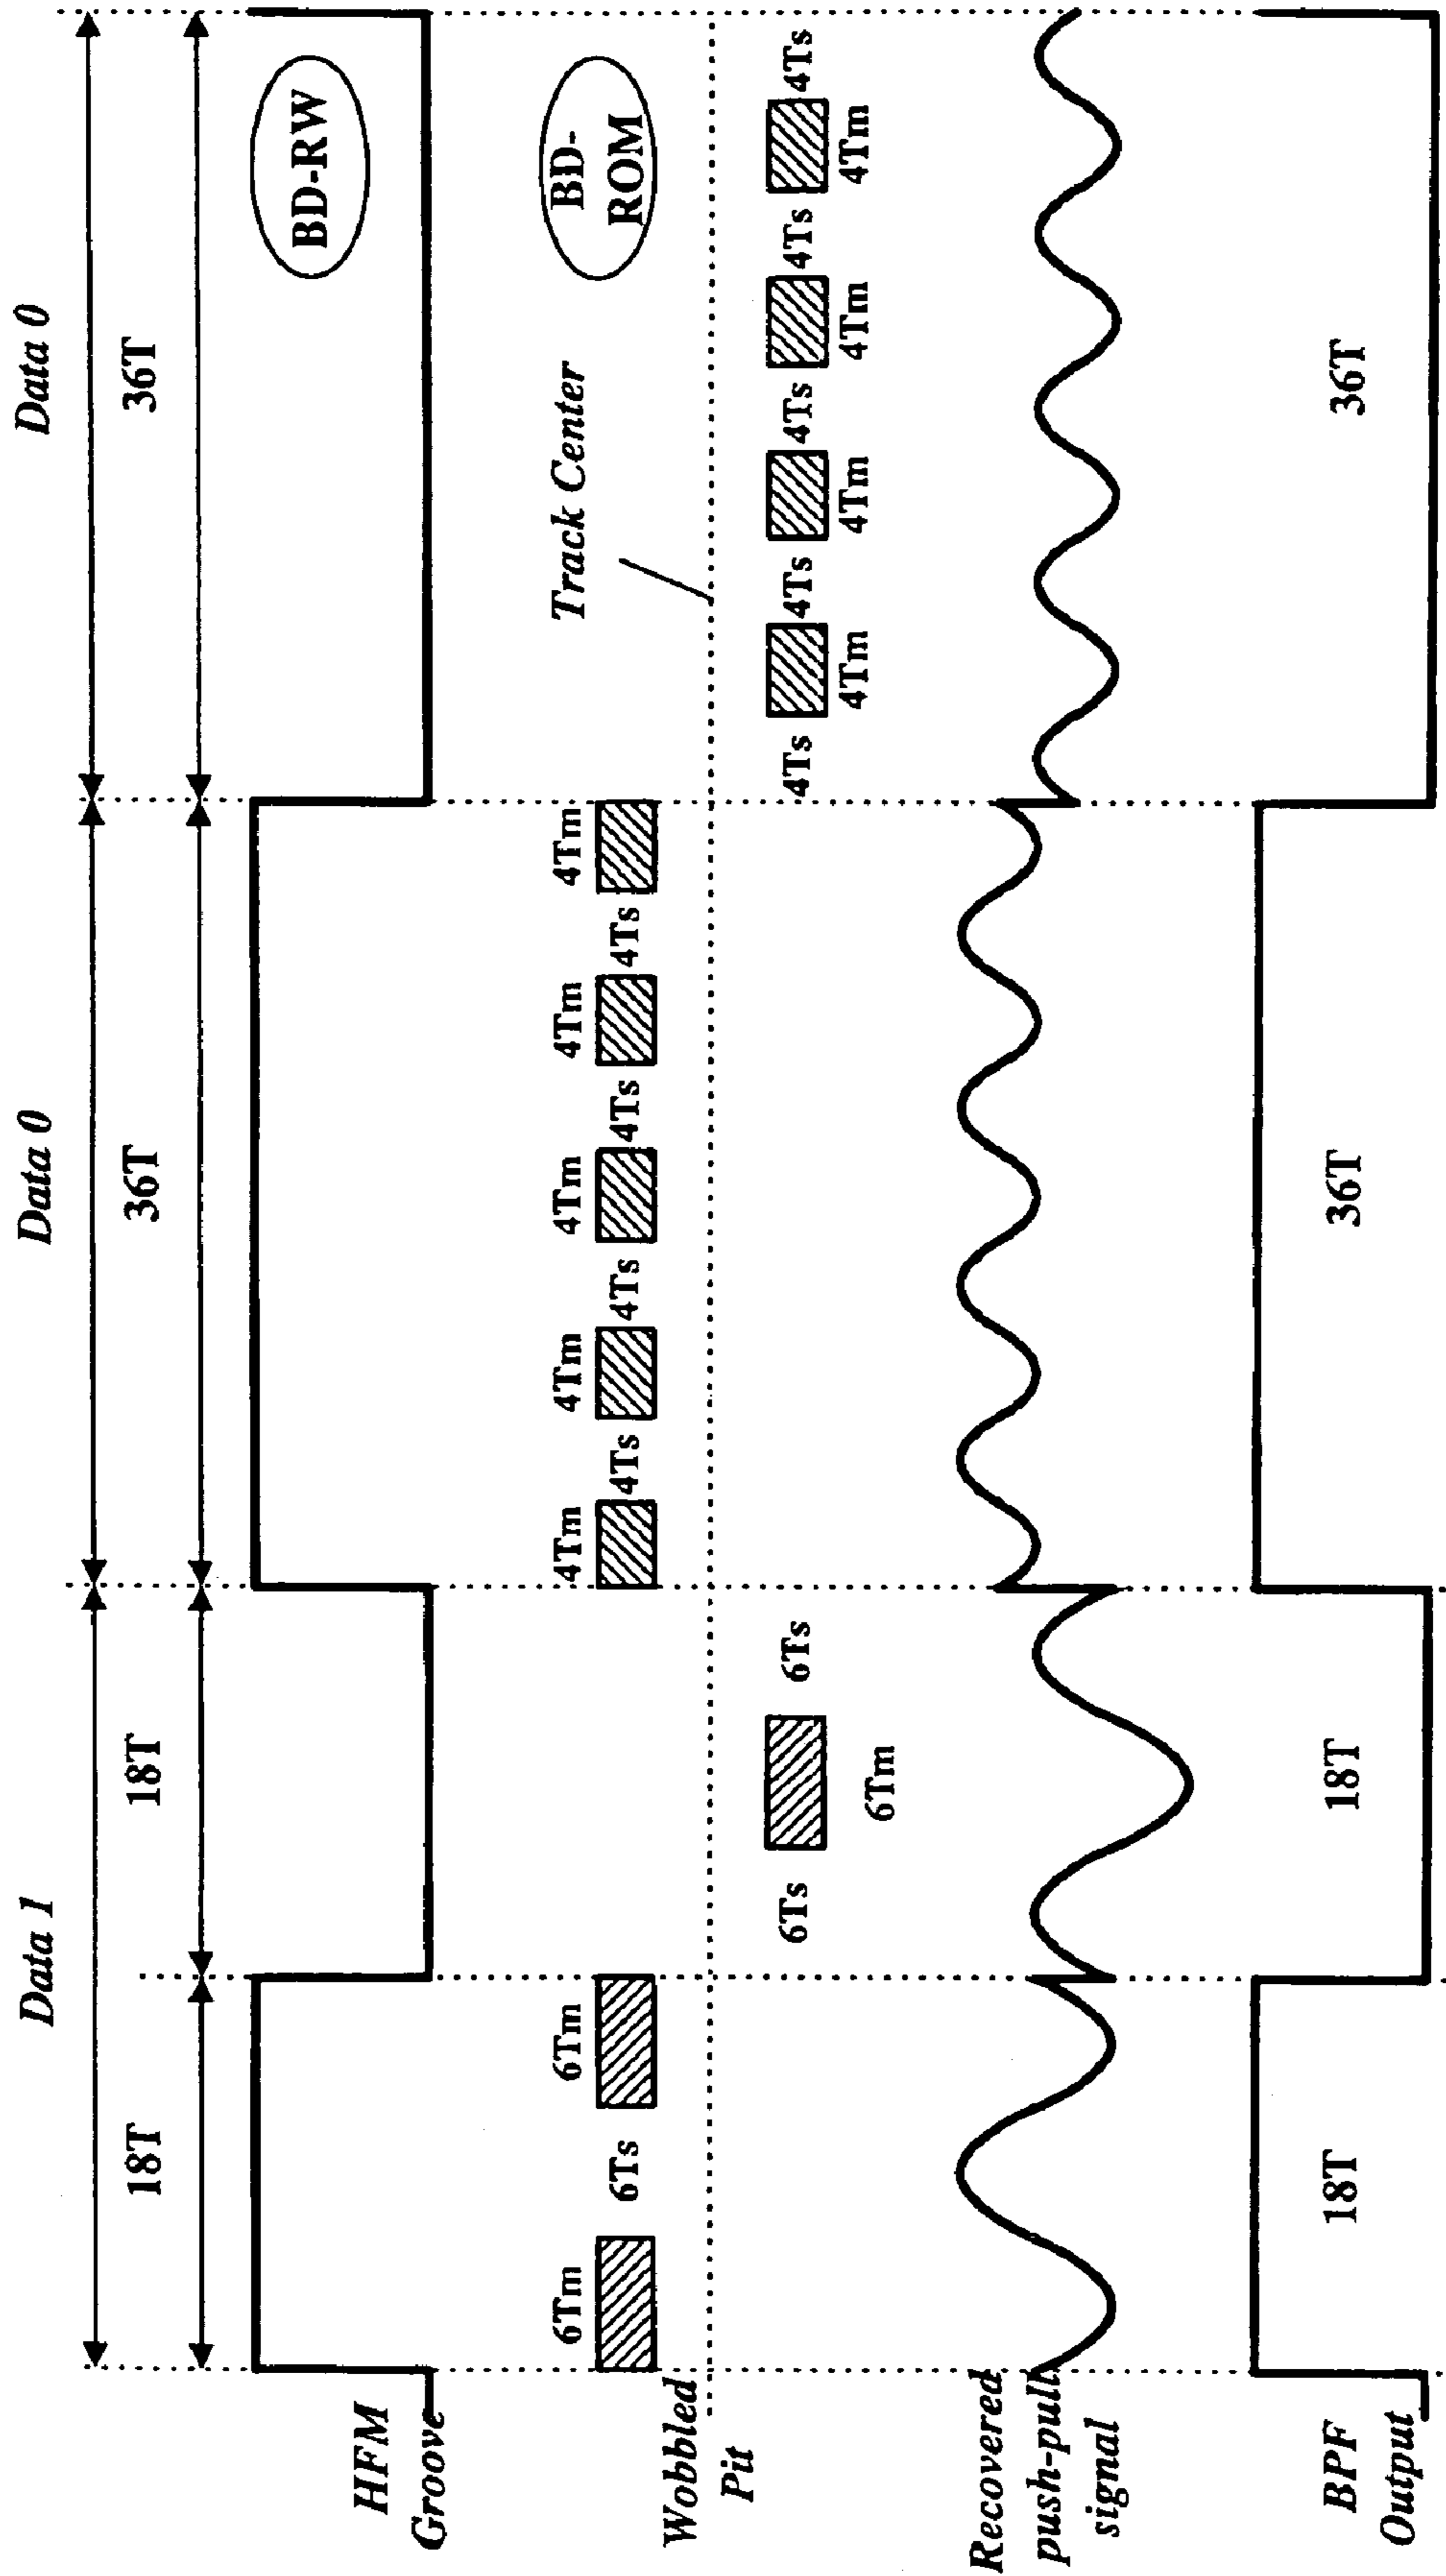 Data 1
Data 0
Data 0
18T
18T
36T
36T
HFM
Groove
BD-RW
BD-
ROM
6Tm
6Ts
6Tm
4Tm
4Ts
4Tm
4Ts
4Tm
4Ts
4Tm
4Ts
4Tm
Track Center
Wobbled
Pit
6Ts
6Tm
6Ts
4Ts
4Tm
4Ts
4Tm
4Ts
4Tm
4Ts
4Tm
4Ts
Recovered
push-pull
signal
BPF
Output
18T
18T
36T
36T